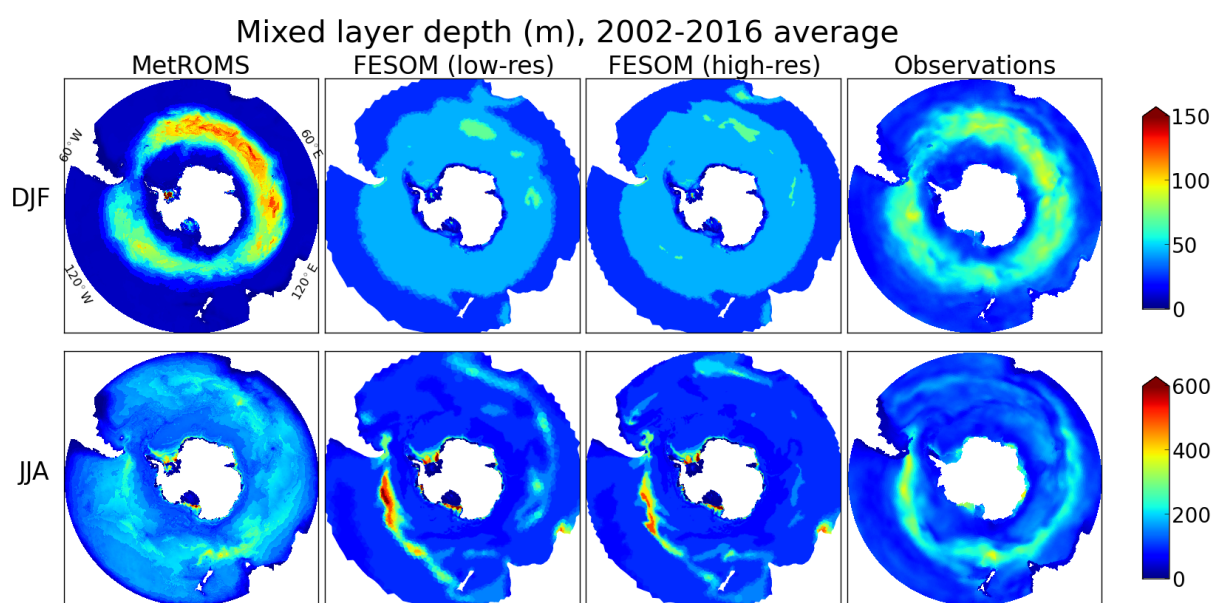 Mixed layer depth (m), 2002-2016 average
MetROMS
FESOM (low-res)
FESOM (high-res)
Observations
DJF
60°W
60°E
120°W
120°E
150
100
50
0
JJA
600
400
200
0